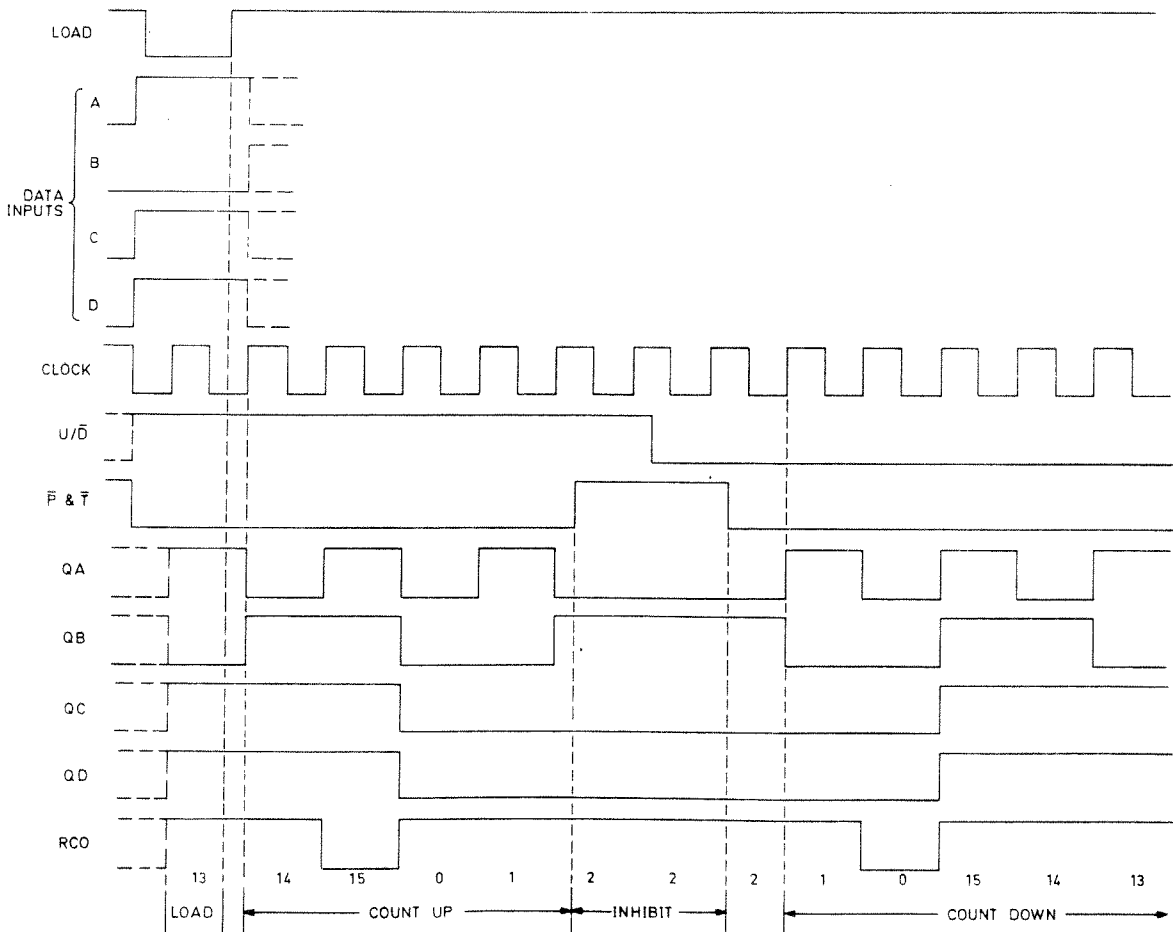 LOAD
A
B
DATA
INPUTS
C
D
CLOCK
U/D̅
P̅ & T̅
QA
QB
QC
QD
RCO
13 14 15 0 1 2 2 2 1 0 15 14 13
LOAD COUNT UP INHIBIT COUNT DOWN